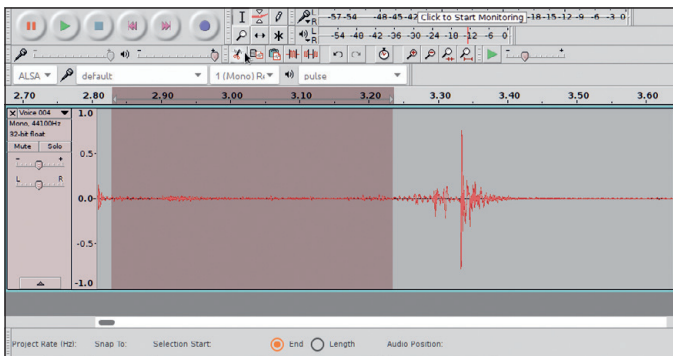 L R -57 -54 -48 -45 -42 Click to Start Monitoring -18 -15 -12 -9 -6 -3 0
L R -54 -48 -42 -36 -30 -24 -18 -12 -6 0
ALSA default 1 (Mono) Re pulse
2.70 2.80 2.90 3.00 3.10 3.20 3.30 3.40 3.50 3.60
X Voice 004 1.0
Mono, 44100Hz
32-bit float
Mute Solo
- + 0.5
L R
0.0
-0.5
-1.0
Project Rate (Hz): Snap To: Selection Start: End Length Audio Position: